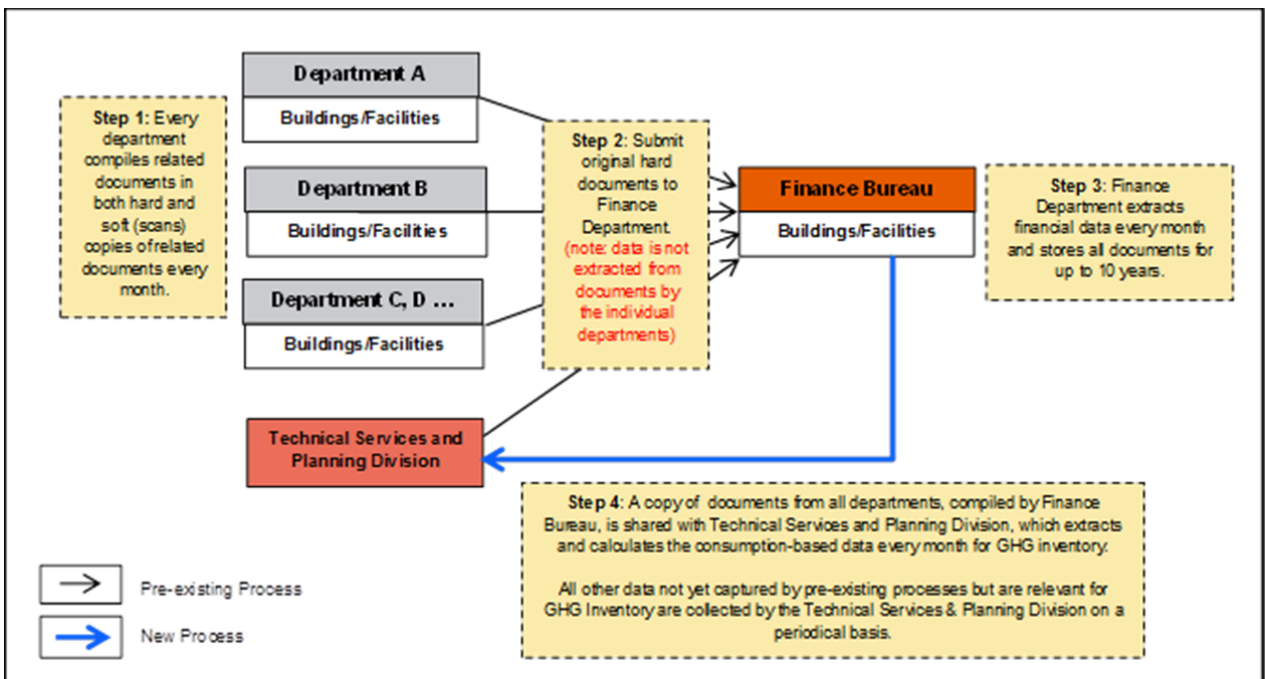 Department A
Buildings/Facilities
Step 1: Every
department
compiles related
documents in
both hard and
soft (scans)
copies of related
documents every
month.
Department B
Buildings/Facilities
Department C, D ...
Buildings/Facilities
Technical Services and
Planning Division
Step 2: Submit
original hard
documents to
Finance
Department.
(note: data is not
extracted from
documents by
the individual
departments)
Finance Bureau
Buildings/Facilities
Step 3: Finance
Department extracts
financial data every month
and stores all documents for
up to 10 years.
Step 4: A copy of documents from all departments, compiled by Finance
Bureau, is shared with Technical Services and Planning Division, which extracts
and calculates the consumption-based data every month for GHG inventory.
All other data not yet captured by pre-existing processes but are relevant for
GHG Inventory are collected by the Technical Services & Planning Division on a
periodical basis.
Pre-existing Process
New Process